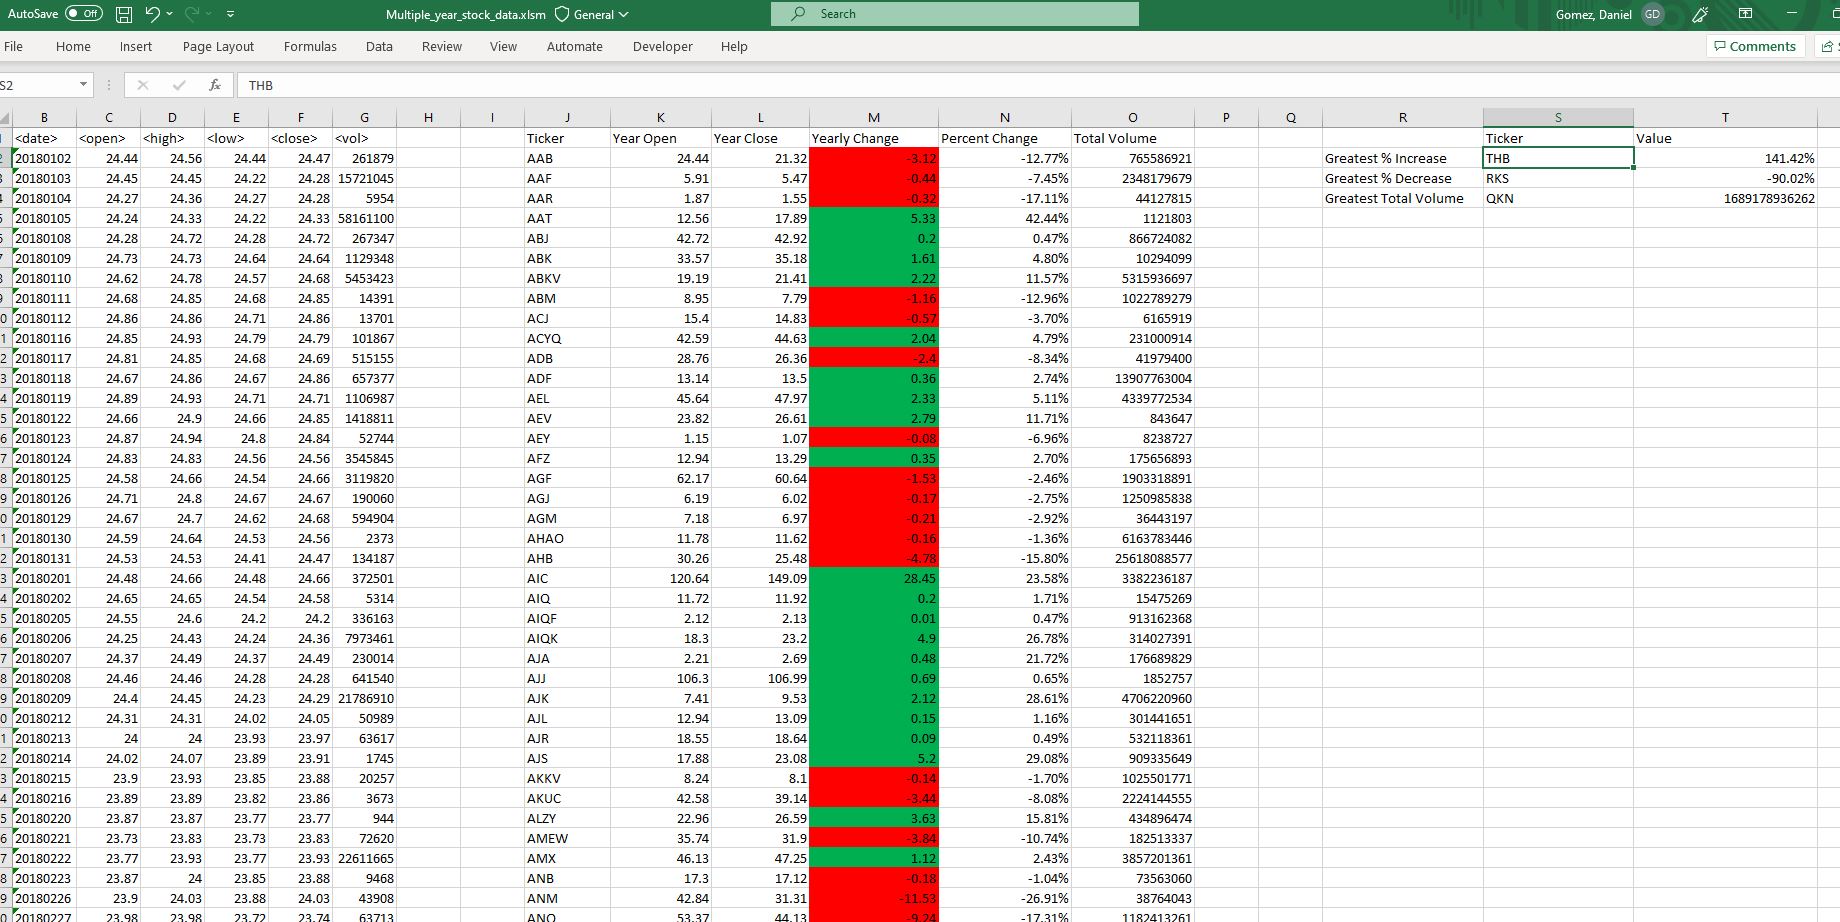 AutoSave Off Multiple_year_stock_data.xlsm General Search Gomez, Daniel GD
File Home Insert Page Layout Formulas Data Review View Automate Developer Help Comments
S2 fx THB
B C D E F G H I J K L M N O P Q R S T
<date> <open> <high> <low> <close> <vol> Ticker Year Open Year Close Yearly Change Percent Change Total Volume Ticker Value
20180102 24.44 24.56 24.44 24.47 261879 AAB 24.44 21.32 -3.12 -12.77% 765586921 Greatest % Increase THB 141.42%
20180103 24.45 24.45 24.22 24.28 15721045 AAF 5.91 5.47 -0.44 -7.45% 2348179679 Greatest % Decrease RKS -90.02%
20180104 24.27 24.36 24.27 24.28 5954 AAR 1.87 1.55 -0.32 -17.11% 44127815 Greatest Total Volume QKN 1689178936262
20180105 24.24 24.33 24.22 24.33 58161100 AAT 12.56 17.89 5.33 42.44% 1121803
20180108 24.28 24.72 24.28 24.72 267347 ABJ 42.72 42.92 0.2 0.47% 866724082
20180109 24.73 24.73 24.64 24.64 1129348 ABK 33.57 35.18 1.61 4.80% 10294099
20180110 24.62 24.78 24.57 24.68 5453423 ABKV 19.19 21.41 2.22 11.57% 5315936697
20180111 24.68 24.85 24.68 24.85 14391 ABM 8.95 7.79 -1.16 -12.96% 1022789279
20180112 24.86 24.86 24.71 24.86 13701 ACJ 15.4 14.83 -0.57 -3.70% 6165919
20180116 24.85 24.93 24.79 24.79 101867 ACYQ 42.59 44.63 2.04 4.79% 231000914
20180117 24.81 24.85 24.68 24.69 515155 ADB 28.76 26.36 -2.4 -8.34% 41979400
20180118 24.67 24.86 24.67 24.86 657377 ADF 13.14 13.5 0.36 2.74% 13907763004
20180119 24.89 24.93 24.71 24.71 1106987 AEL 45.64 47.97 2.33 5.11% 4339772534
20180122 24.66 24.9 24.66 24.85 1418811 AEV 23.82 26.61 2.79 11.71% 843647
20180123 24.87 24.94 24.8 24.84 52744 AEY 1.15 1.07 -0.08 -6.96% 8238727
20180124 24.83 24.83 24.56 24.56 3545845 AFZ 12.94 13.29 0.35 2.70% 175656893
20180125 24.58 24.66 24.54 24.66 3119820 AGF 62.17 60.64 -1.53 -2.46% 1903318891
20180126 24.71 24.8 24.67 24.67 190060 AGJ 6.19 6.02 -0.17 -2.75% 1250985838
20180129 24.67 24.7 24.62 24.68 594904 AGM 7.18 6.97 -0.21 -2.92% 36443197
20180130 24.59 24.64 24.53 24.56 2373 AHAO 11.78 11.62 -0.16 -1.36% 6163783446
20180131 24.53 24.53 24.41 24.47 134187 AHB 30.26 25.48 -4.78 -15.80% 25618088577
20180201 24.48 24.66 24.48 24.66 372501 AIC 120.64 149.09 28.45 23.58% 3382236187
20180202 24.65 24.65 24.54 24.58 5314 AIQ 11.72 11.92 0.2 1.71% 15475269
20180205 24.55 24.6 24.2 24.2 336163 AIQF 2.12 2.13 0.01 0.47% 913162368
20180206 24.25 24.43 24.24 24.36 7973461 AIQK 18.3 23.2 4.9 26.78% 314027391
20180207 24.37 24.49 24.37 24.49 230014 AJA 2.21 2.69 0.48 21.72% 176689829
20180208 24.46 24.46 24.28 24.28 641540 AJJ 106.3 106.99 0.69 0.65% 1852757
20180209 24.4 24.45 24.23 24.29 21786910 AJK 7.41 9.53 2.12 28.61% 4706220960
20180212 24.31 24.31 24.02 24.05 50989 AJL 12.94 13.09 0.15 1.16% 301441651
20180213 24 24 23.93 23.97 63617 AJR 18.55 18.64 0.09 0.49% 532118361
20180214 24.02 24.07 23.89 23.91 1745 AJS 17.88 23.08 5.2 29.08% 909335649
20180215 23.9 23.93 23.85 23.88 20257 AKKV 8.24 8.1 -0.14 -1.70% 1025501771
20180216 23.89 23.89 23.82 23.86 3673 AKUC 42.58 39.14 -3.44 -8.08% 2224144555
20180220 23.87 23.87 23.77 23.77 944 ALZY 22.96 26.59 3.63 15.81% 434896474
20180221 23.73 23.83 23.73 23.83 72620 AMEW 35.74 31.9 -3.84 -10.74% 182513337
20180222 23.77 23.93 23.77 23.93 22611665 AMX 46.13 47.25 1.12 2.43% 3857201361
20180223 23.87 24 23.85 23.88 9468 ANB 17.3 17.12 -0.18 -1.04% 73563060
20180226 23.9 24.03 23.88 24.03 43908 ANM 42.84 31.31 -11.53 -26.91% 38764043
20180227 23.98 23.98 23.72 23.74 63713 ANO 53.37 44.13 -9.24 -17.31% 1182413261